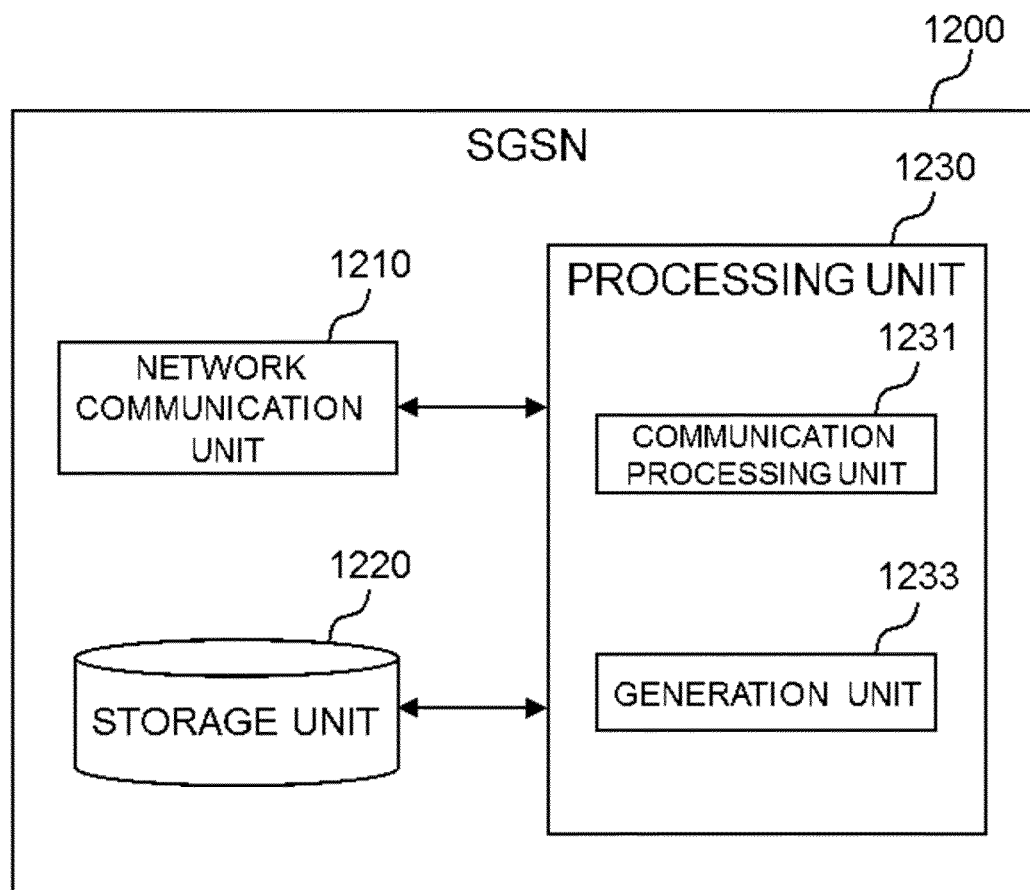 1200
SGSN
1230
PROCESSING UNIT
1210
NETWORK
COMMUNICATION
UNIT
1231
COMMUNICATION
PROCESSING UNIT
1220
STORAGE UNIT
1233
GENERATION UNIT